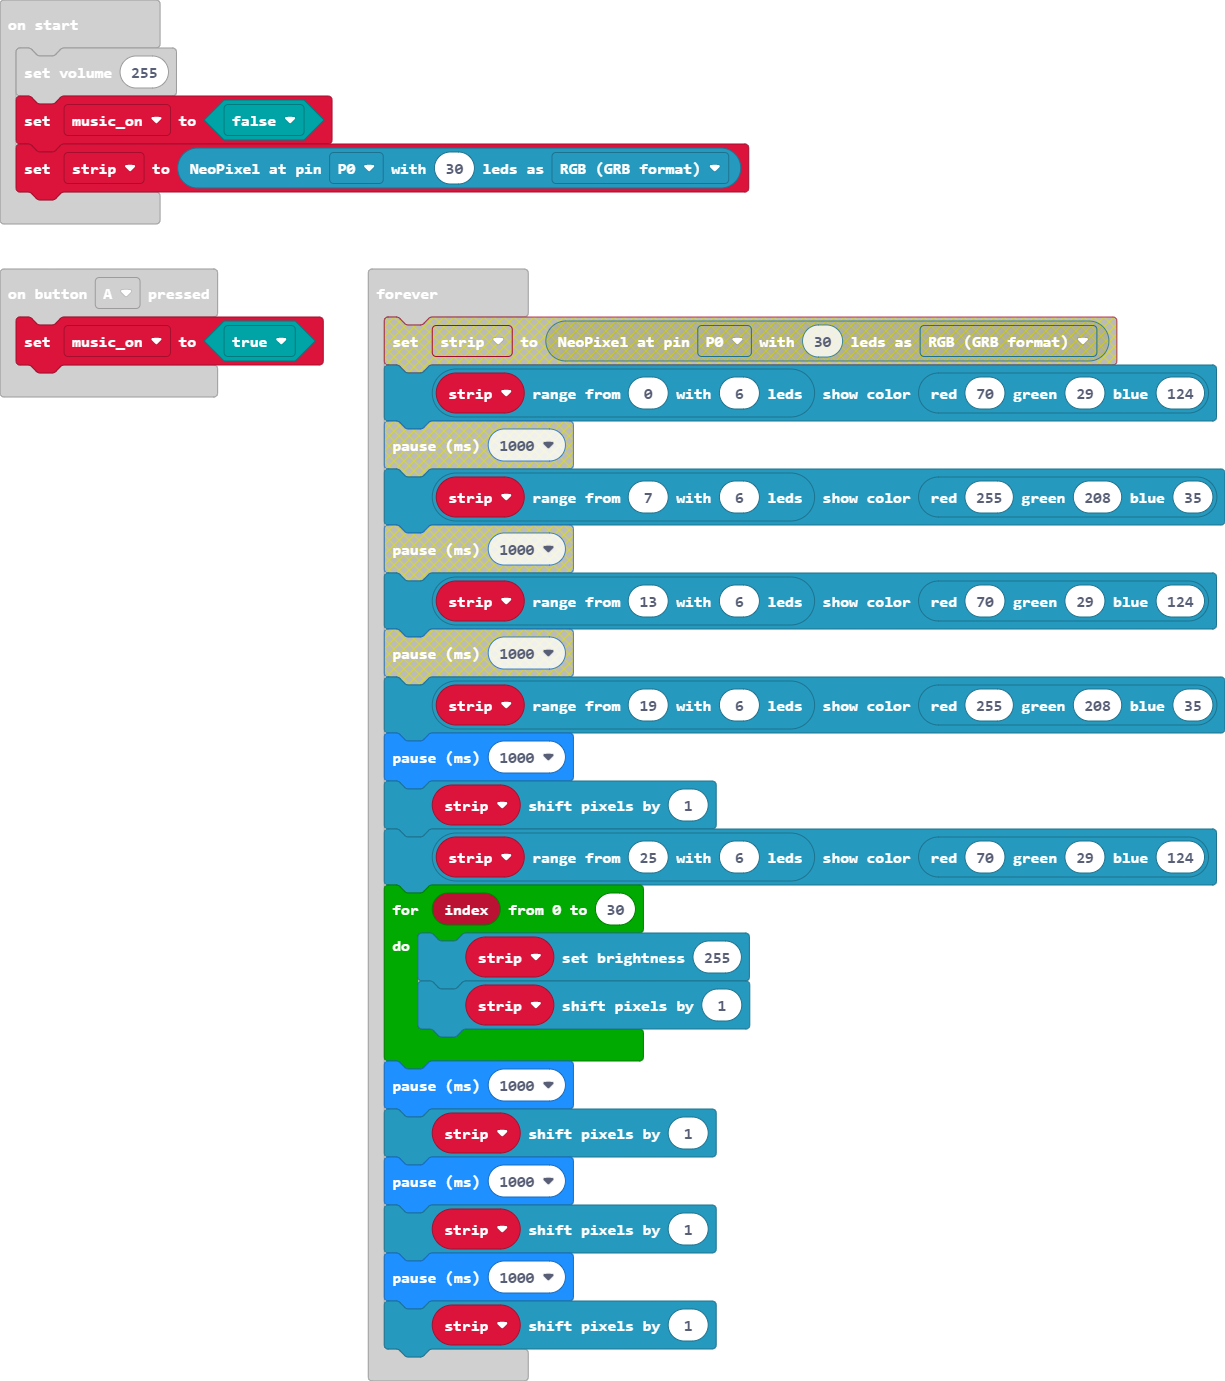 on start
set volume 255
set music_on to false
set strip to NeoPixel at pin P0 with 30 leds as RGB (GRB format)
on button A pressed
set music_on to true
forever
set strip to NeoPixel at pin P0 with 30 leds as RGB (GRB format)
strip range from 0 with 6 leds show color red 70 green 29 blue 124
pause (ms) 1000
strip range from 7 with 6 leds show color red 255 green 208 blue 35
pause (ms) 1000
strip range from 13 with 6 leds show color red 70 green 29 blue 124
pause (ms) 1000
strip range from 19 with 6 leds show color red 255 green 208 blue 35
pause (ms) 1000
strip shift pixels by 1
strip range from 25 with 6 leds show color red 70 green 29 blue 124
for index from 0 to 30
do
strip set brightness 255
strip shift pixels by 1
pause (ms) 1000
strip shift pixels by 1
pause (ms) 1000
strip shift pixels by 1
pause (ms) 1000
strip shift pixels by 1